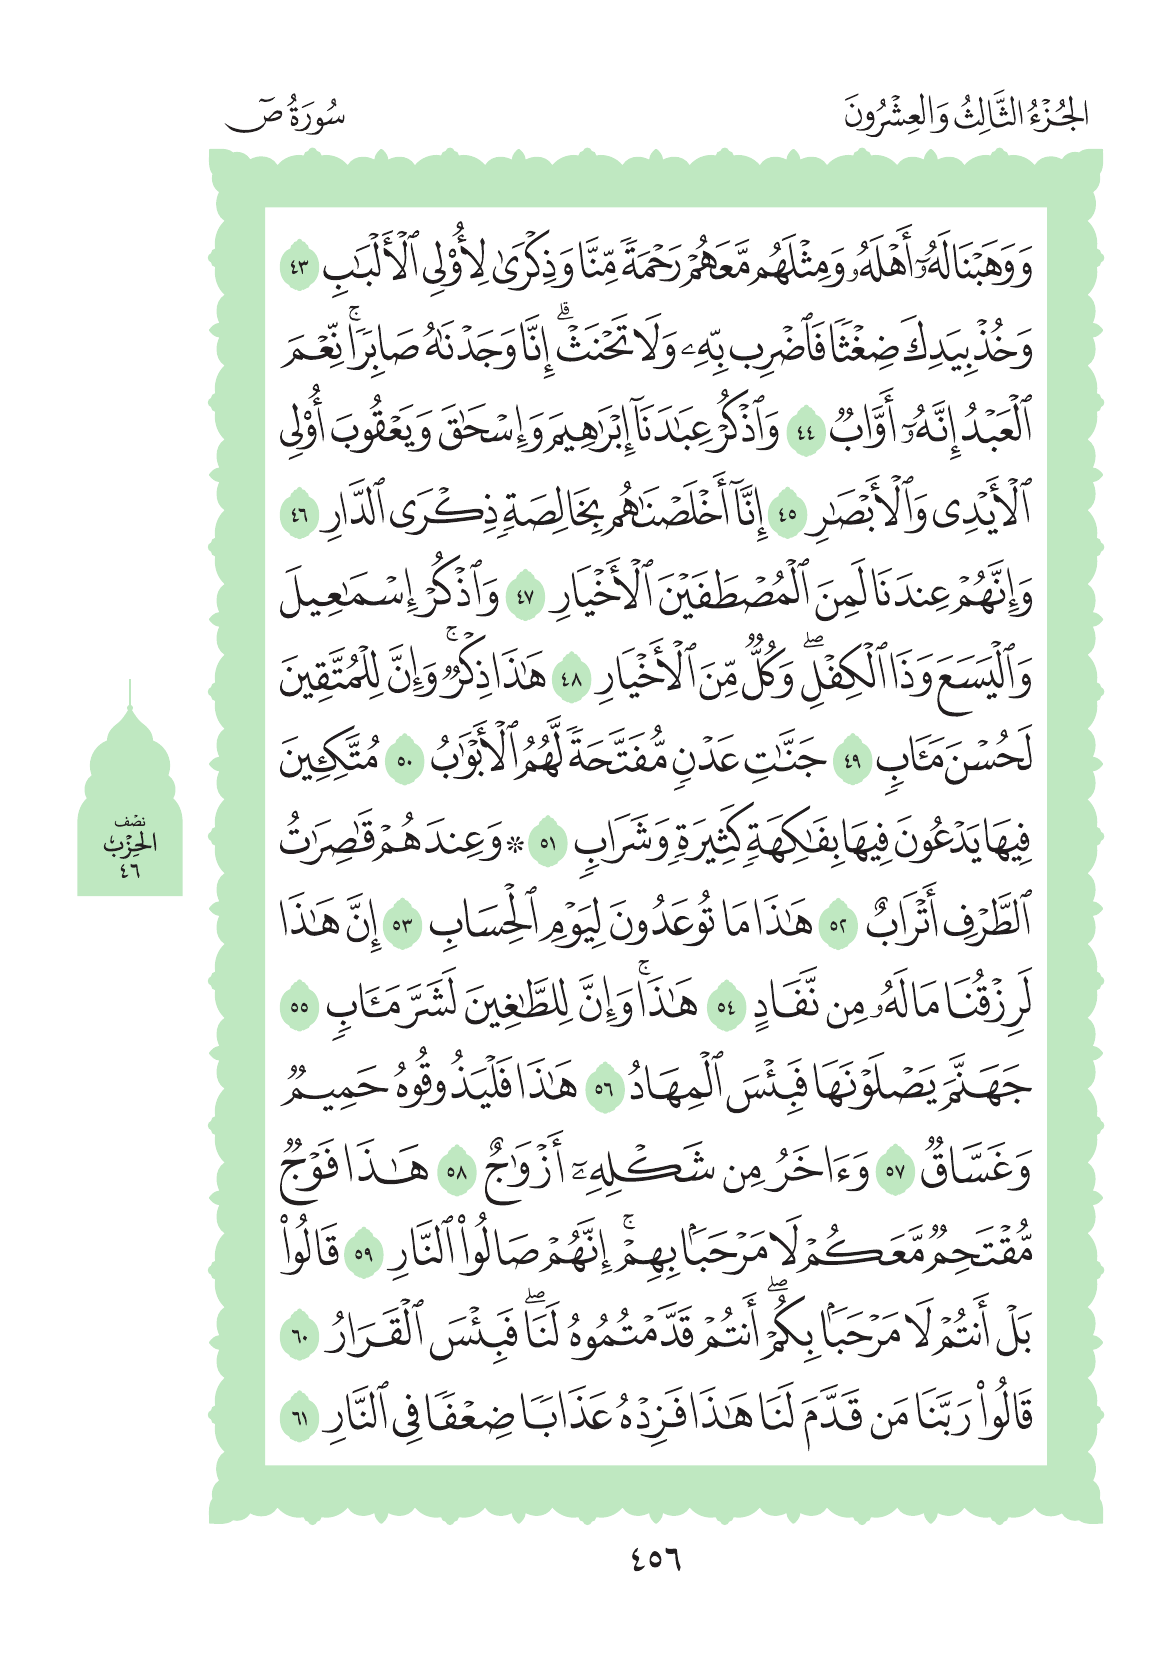 الجُزْءُ الثَّالِثُ وَالعِشْرُونَ
سُورَةُ صٓ
وَوَهَبْنَا لَهُۥٓ أَهْلَهُۥ وَمِثْلَهُم مَّعَهُمْ رَحْمَةٗ مِّنَّا وَذِكْرَىٰ لِأُوْلِي ٱلْأَلْبَٰبِ ٤٣
وَخُذْ بِيَدِكَ ضِغْثٗا فَٱضْرِب بِّهِۦ وَلَا تَحْنَثْۗ إِنَّا وَجَدْنَٰهُ صَابِرٗاۚ نِّعْمَ
ٱلْعَبْدُ إِنَّهُۥٓ أَوَّابٞ ٤٤ وَٱذْكُرْ عِبَٰدَنَآ إِبْرَٰهِيمَ وَإِسْحَٰقَ وَيَعْقُوبَ أُوْلِي
ٱلْأَيْدِي وَٱلْأَبْصَٰرِ ٤٥ إِنَّآ أَخْلَصْنَٰهُم بِخَالِصَةٖ ذِكْرَى ٱلدَّارِ ٤٦
وَإِنَّهُمْ عِندَنَا لَمِنَ ٱلْمُصْطَفَيْنَ ٱلْأَخْيَارِ ٤٧ وَٱذْكُرْ إِسْمَٰعِيلَ
وَٱلْيَسَعَ وَذَا ٱلْكِفْلِۖ وَكُلّٞ مِّنَ ٱلْأَخْيَارِ ٤٨ هَٰذَا ذِكْرٞۚ وَإِنَّ لِلْمُتَّقِينَ
لَحُسْنَ مَـَٔابٖ ٤٩ جَنَّٰتِ عَدْنٖ مُّفَتَّحَةٗ لَّهُمُ ٱلْأَبْوَٰبُ ٥٠ مُتَّكِـِٔينَ
فِيهَا يَدْعُونَ فِيهَا بِفَٰكِهَةٖ كَثِيرَةٖ وَشَرَابٖ ٥١ ۞ وَعِندَهُمْ قَٰصِرَٰتُ
ٱلطَّرْفِ أَتْرَابٌ ٥٢ هَٰذَا مَا تُوعَدُونَ لِيَوْمِ ٱلْحِسَابِ ٥٣ إِنَّ هَٰذَا
لَرِزْقُنَا مَا لَهُۥ مِن نَّفَادٍ ٥٤ هَٰذَاۚ وَإِنَّ لِلطَّٰغِينَ لَشَرَّ مَـَٔابٖ ٥٥
جَهَنَّمَ يَصْلَوْنَهَا فَبِئْسَ ٱلْمِهَادُ ٥٦ هَٰذَا فَلْيَذُوقُوهُ حَمِيمٞ
وَغَسَّاقٞ ٥٧ وَءَاخَرُ مِن شَكْلِهِۦٓ أَزْوَٰجٌ ٥٨ هَٰذَا فَوْجٞ
مُّقْتَحِمٞ مَّعَكُمْ لَا مَرْحَبَۢا بِهِمْۚ إِنَّهُمْ صَالُواْ ٱلنَّارِ ٥٩ قَالُواْ
بَلْ أَنتُمْ لَا مَرْحَبَۢا بِكُمْۖ أَنتُمْ قَدَّمْتُمُوهُ لَنَاۖ فَبِئْسَ ٱلْقَرَارُ ٦٠
قَالُواْ رَبَّنَا مَن قَدَّمَ لَنَا هَٰذَا فَزِدْهُ عَذَابٗا ضِعْفٗا فِي ٱلنَّارِ ٦١
نصْف
الحِزْبْ
٤٦
٤٥٦